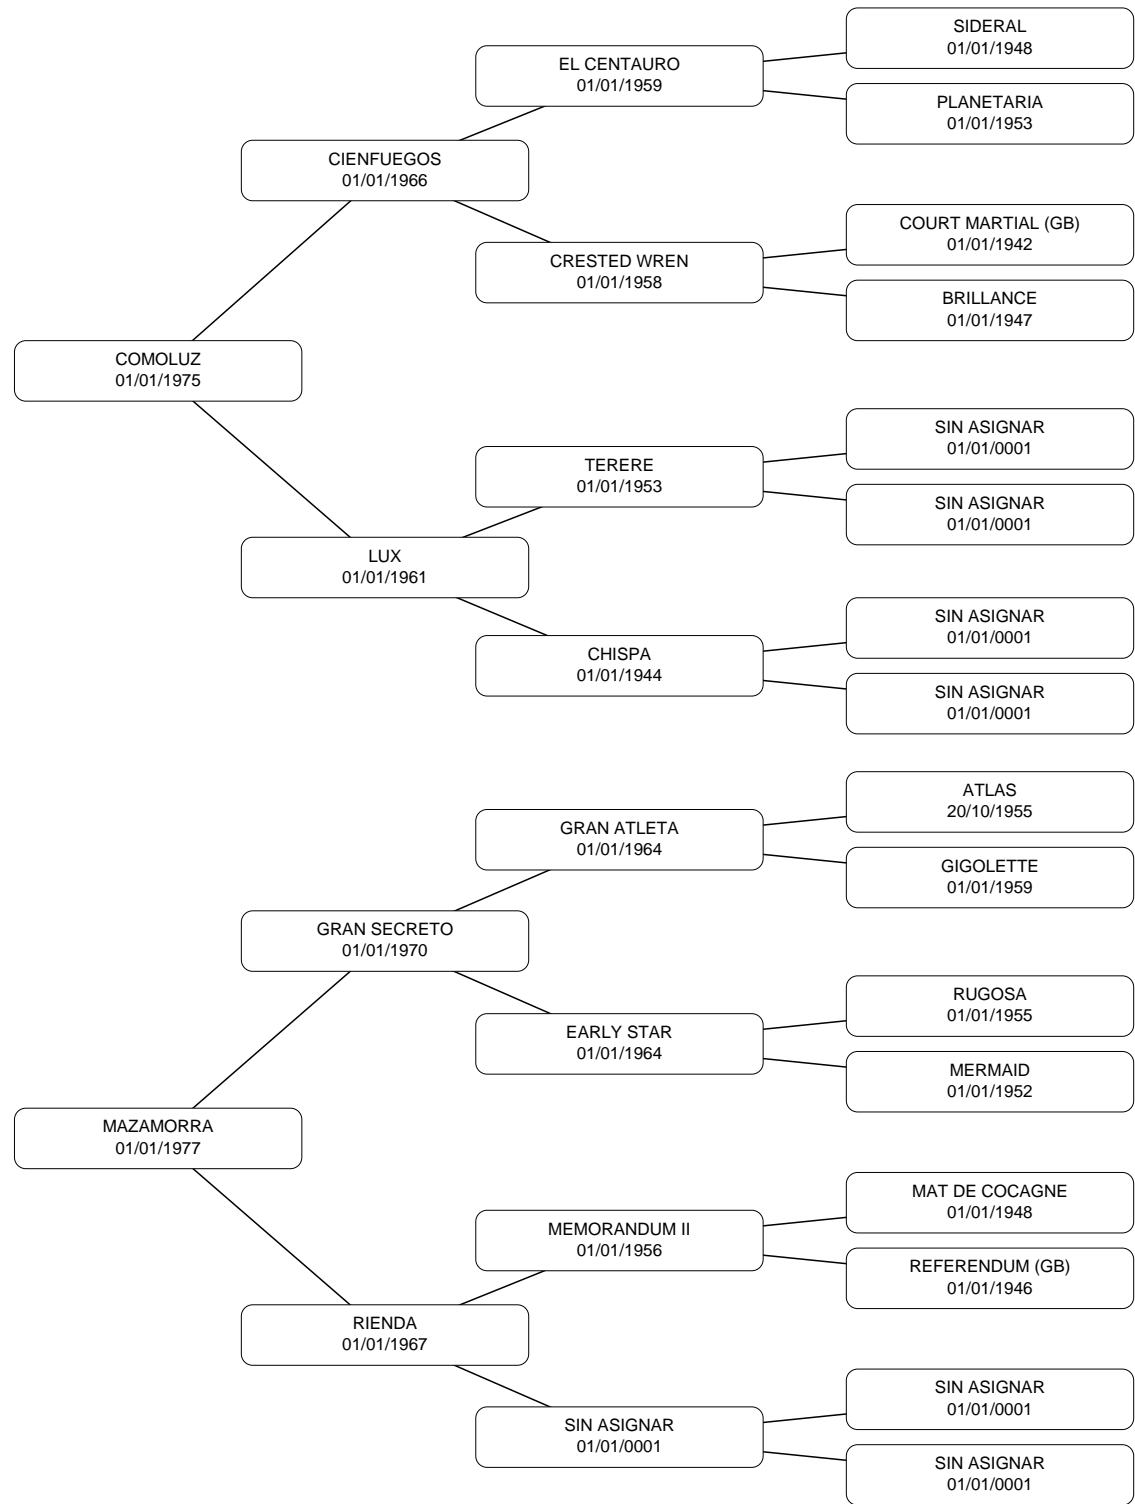 SIDERAL
01/01/1948
EL CENTAURO
01/01/1959
PLANETARIA
01/01/1953
CIENFUEGOS
01/01/1966
COURT MARTIAL (GB)
01/01/1942
CRESTED WREN
01/01/1958
BRILLANCE
01/01/1947
COMOLUZ
01/01/1975
SIN ASIGNAR
01/01/0001
TERERE
01/01/1953
SIN ASIGNAR
01/01/0001
LUX
01/01/1961
SIN ASIGNAR
01/01/0001
CHISPA
01/01/1944
SIN ASIGNAR
01/01/0001
ATLAS
20/10/1955
GRAN ATLETA
01/01/1964
GIGOLETTE
01/01/1959
GRAN SECRETO
01/01/1970
RUGOSA
01/01/1955
EARLY STAR
01/01/1964
MERMAID
01/01/1952
MAZAMORRA
01/01/1977
MAT DE COCAGNE
01/01/1948
MEMORANDUM II
01/01/1956
REFERENDUM (GB)
01/01/1946
RIENDA
01/01/1967
SIN ASIGNAR
01/01/0001
SIN ASIGNAR
01/01/0001
SIN ASIGNAR
01/01/0001